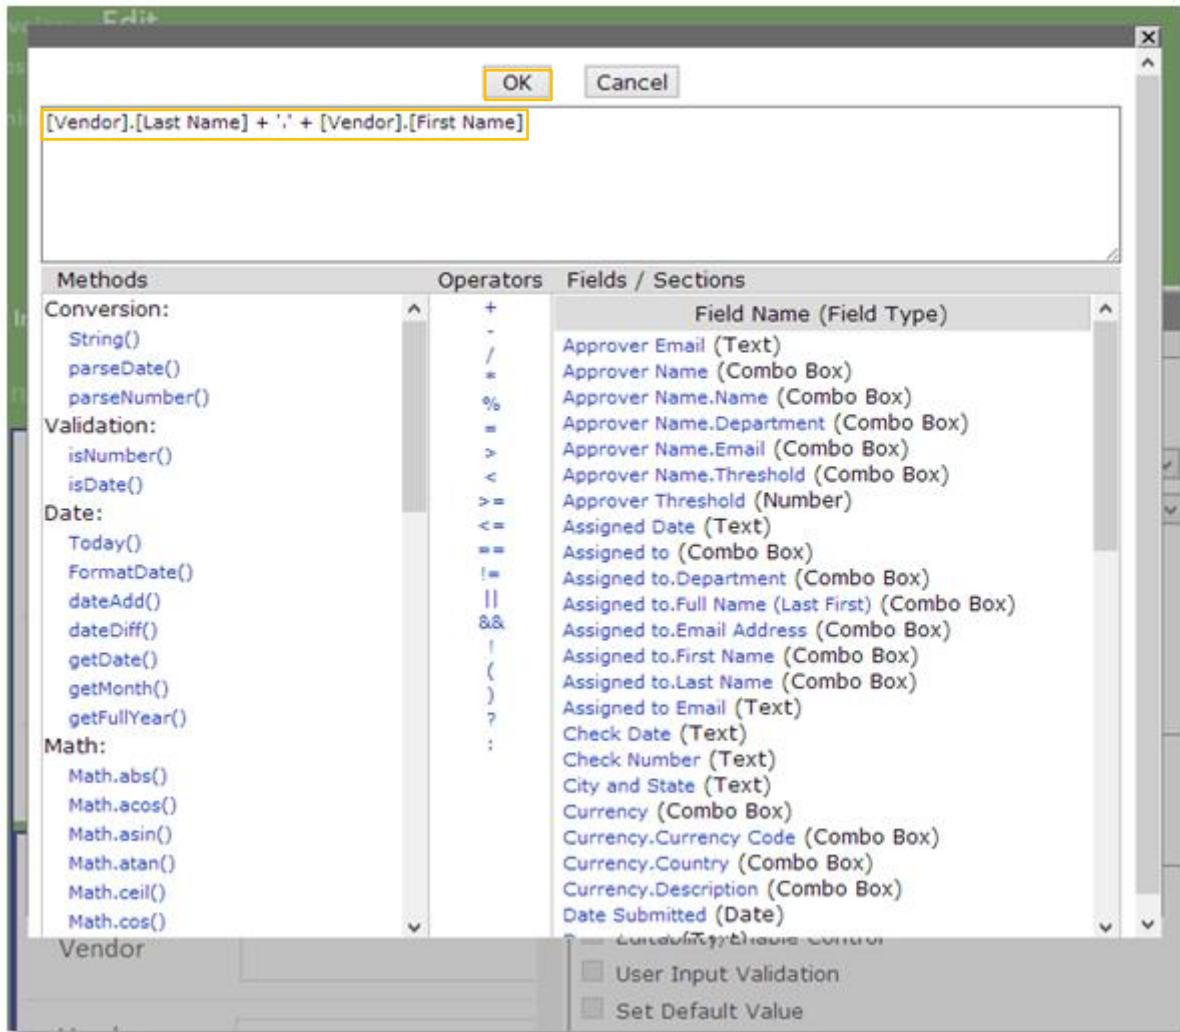 Edit
OK Cancel
[Vendor].[Last Name] + ',' + [Vendor].[First Name]
Methods Operators Fields / Sections
Conversion:
String()
parseDate()
parseNumber()
Validation:
isNumber()
isDate()
Date:
Today()
FormatDate()
dateAdd()
dateDiff()
getDate()
getMonth()
getFullYear()
Math:
Math.abs()
Math.acos()
Math.asin()
Math.atan()
Math.ceil()
Math.cos()
+
-
/
*
%
=
>
<
>=
<=
==
!=
||
&&
!
(
)
?
:
Field Name (Field Type)
Approver Email (Text)
Approver Name (Combo Box)
Approver Name.Name (Combo Box)
Approver Name.Department (Combo Box)
Approver Name.Email (Combo Box)
Approver Name.Threshold (Combo Box)
Approver Threshold (Number)
Assigned Date (Text)
Assigned to (Combo Box)
Assigned to.Department (Combo Box)
Assigned to.Full Name (Last First) (Combo Box)
Assigned to.Email Address (Combo Box)
Assigned to.First Name (Combo Box)
Assigned to.Last Name (Combo Box)
Assigned to Email (Text)
Check Date (Text)
Check Number (Text)
City and State (Text)
Currency (Combo Box)
Currency.Currency Code (Combo Box)
Currency.Country (Combo Box)
Currency.Description (Combo Box)
Date Submitted (Date)
Vendor
User Input Validation
Set Default Value